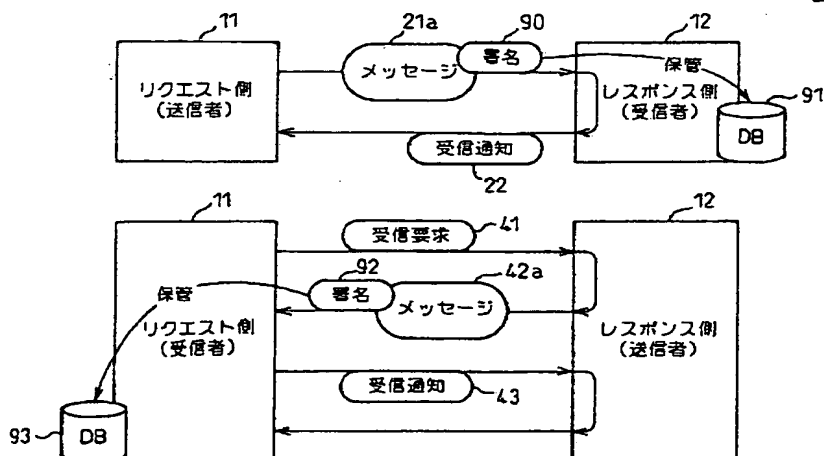 11
21a
90
12
署名
メッセージ
保管
リクエスト側
(送信者)
レスポンス側
(受信者)
91
DB
受信通知
22
11
12
受信要求
41
92
42a
署名
メッセージ
保管
リクエスト側
(受信者)
レスポンス側
(送信者)
受信通知
43
93
DB